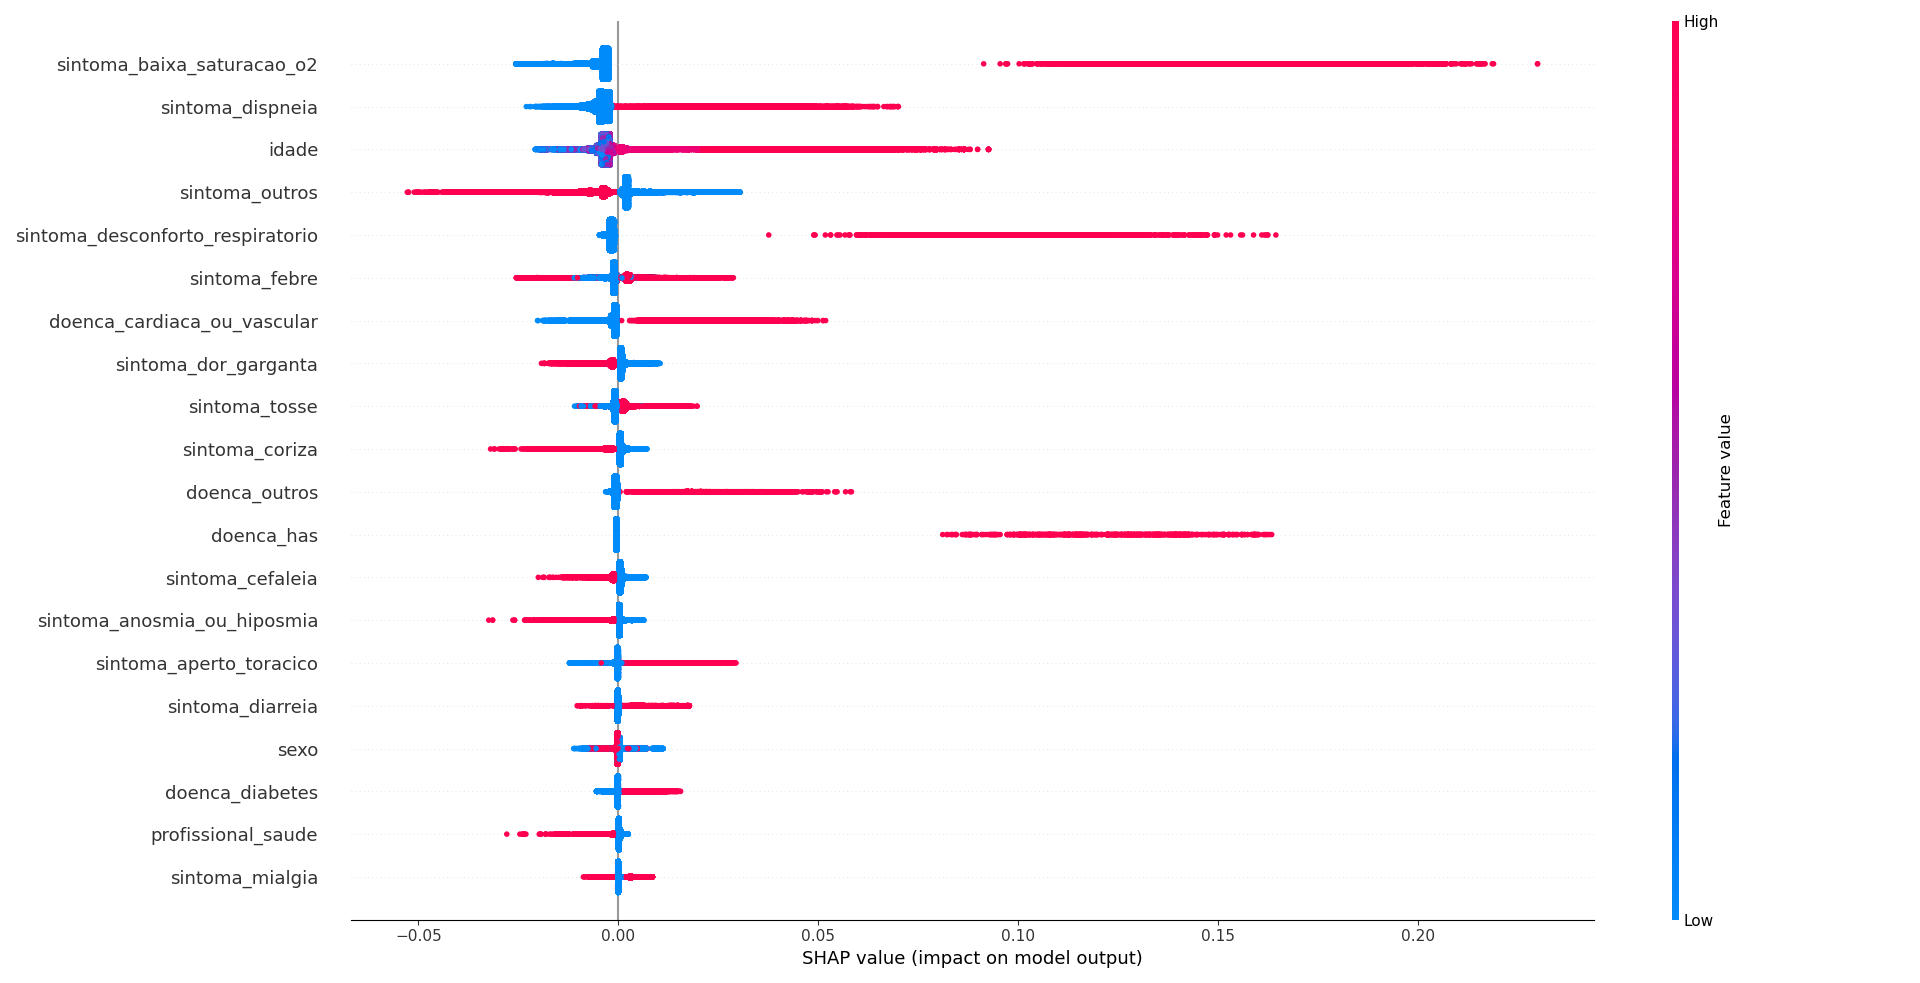 High
sintoma_baixa_saturacao_o2
sintoma_dispneia
idade
sintoma_outros
sintoma_desconforto_respiratorio
sintoma_febre
doenca_cardiaca_ou_vascular
sintoma_dor_garganta
sintoma_tosse
sintoma_coriza
doenca_outros
doenca_has
sintoma_cefaleia
sintoma_anosmia_ou_hiposmia
sintoma_aperto_toracico
sintoma_diarreia
sexo
doenca_diabetes
profissional_saude
sintoma_mialgia
Feature value
Low
−0.05 0.00 0.05 0.10 0.15 0.20
SHAP value (impact on model output)